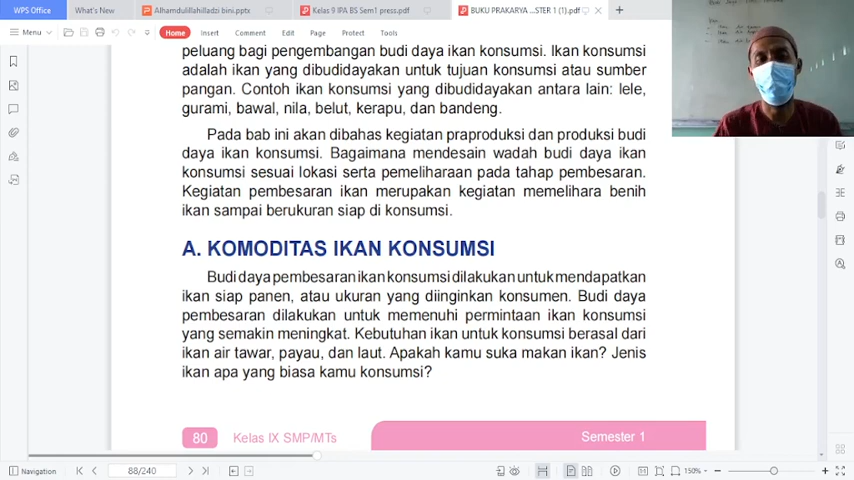 WPS Office
What's New
Alhamdulillahilladzi bini.pptx
Kelas 9 IPA BS Sem1 press.pdf
BUKU PRAKARYA ...STER 1 (1).pdf
Menu
Home
Insert
Edit
Page
Protect
Tools
peluang bagi pengembangan budi daya ikan konsumsi. Ikan konsumsi
adalah ikan yang dibudidayakan untuk tujuan konsumsi atau sumber
pangan. Contoh ikan konsumsi yang dibudidayakan antara lain: lele,
gurami, bawal, nila, belut, kerapu, dan bandeng.
Pada bab ini akan dibahas kegiatan praproduksi dan produksi budi
daya ikan konsumsi. Bagaimana mendesain wadah budi daya ikan
konsumsi sesuai lokasi serta pemeliharaan pada tahap pembesaran.
Kegiatan pembesaran ikan merupakan kegiatan memelihara benih
ikan sampai berukuran siap di konsumsi.
A. KOMODITAS IKAN KONSUMSI
Budi daya pembesaran ikan konsumsi dilakukan untuk mendapatkan
ikan siap panen, atau ukuran yang diinginkan konsumen. Budi daya
pembesaran dilakukan untuk memenuhi permintaan ikan konsumsi
yang semakin meningkat. Kebutuhan ikan untuk konsumsi berasal dari
ikan air tawar, payau, dan laut. Apakah kamu suka makan ikan? Jenis
ikan apa yang biasa kamu konsumsi?
80 Kelas IX SMP/MTs
Semester 1
Navigation
88/240
150%